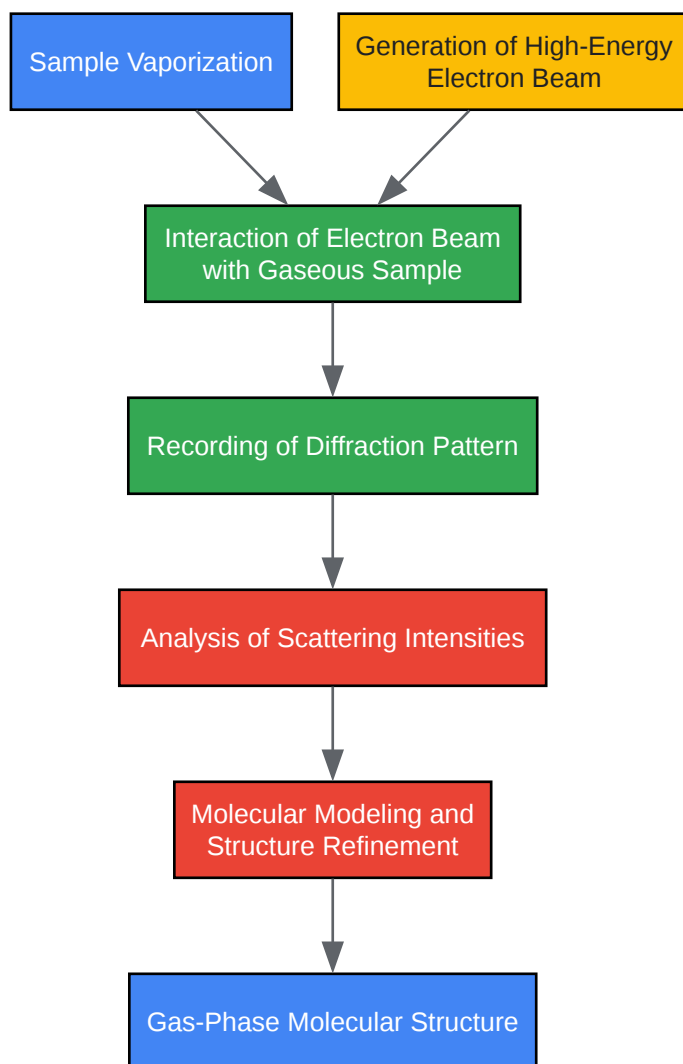 Sample Vaporization
Generation of High-Energy
Electron Beam
Interaction of Electron Beam
with Gaseous Sample
Recording of Diffraction Pattern
Analysis of Scattering Intensities
Molecular Modeling and
Structure Refinement
Gas-Phase Molecular Structure